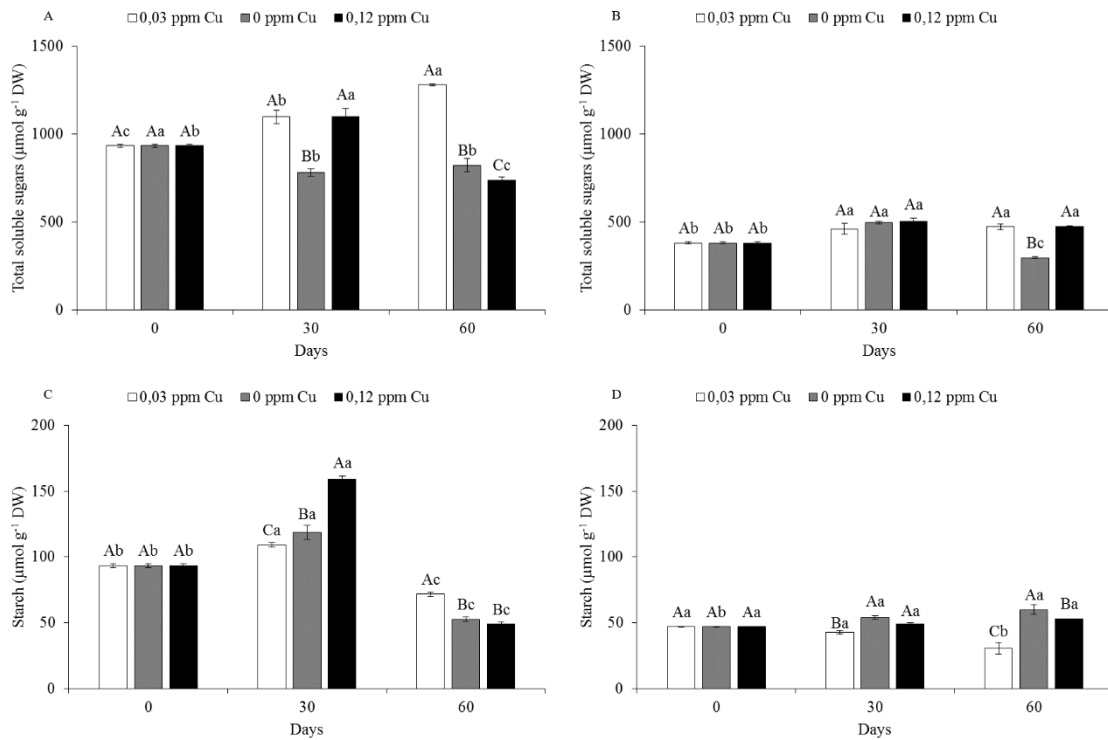 A
0,03 ppm Cu 0 ppm Cu 0,12 ppm Cu
Total soluble sugars (µmol g⁻¹ DW)
1500
1000
500
0
Ac Aa Ab
Ab Bb Aa
Aa Bb Cc
0 30 60
Days
B
0,03 ppm Cu 0 ppm Cu 0,12 ppm Cu
Total soluble sugars (µmol g⁻¹ DW)
1500
1000
500
0
Ab Ab Ab
Aa Aa Aa
Aa Bc Aa
0 30 60
Days
C
0,03 ppm Cu 0 ppm Cu 0,12 ppm Cu
Starch (µmol g⁻¹ DW)
200
150
100
50
0
Ab Ab Ab
Ca Ba Aa
Ac Bc Bc
0 30 60
Days
D
0,03 ppm Cu 0 ppm Cu 0,12 ppm Cu
Starch (µmol g⁻¹ DW)
200
150
100
50
0
Aa Ab Aa
Ba Aa Aa
Cb Aa Ba
0 30 60
Days